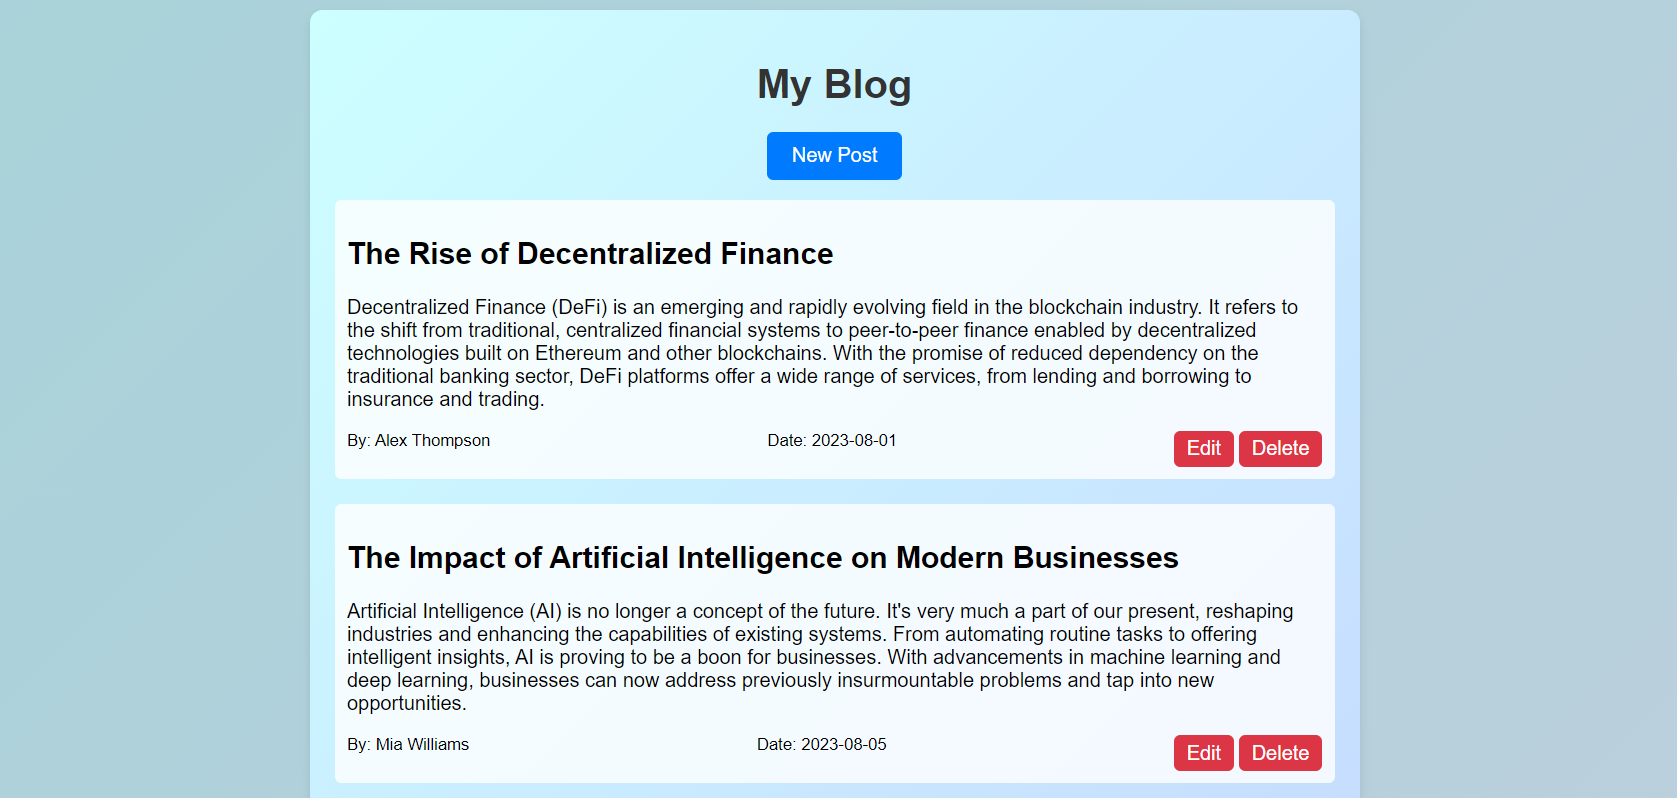 My Blog
New Post
The Rise of Decentralized Finance
Decentralized Finance (DeFi) is an emerging and rapidly evolving field in the blockchain industry. It refers to
the shift from traditional, centralized financial systems to peer-to-peer finance enabled by decentralized
technologies built on Ethereum and other blockchains. With the promise of reduced dependency on the
traditional banking sector, DeFi platforms offer a wide range of services, from lending and borrowing to
insurance and trading.
By: Alex Thompson Date: 2023-08-01 Edit Delete
The Impact of Artificial Intelligence on Modern Businesses
Artificial Intelligence (AI) is no longer a concept of the future. It's very much a part of our present, reshaping
industries and enhancing the capabilities of existing systems. From automating routine tasks to offering
intelligent insights, AI is proving to be a boon for businesses. With advancements in machine learning and
deep learning, businesses can now address previously insurmountable problems and tap into new
opportunities.
By: Mia Williams Date: 2023-08-05 Edit Delete